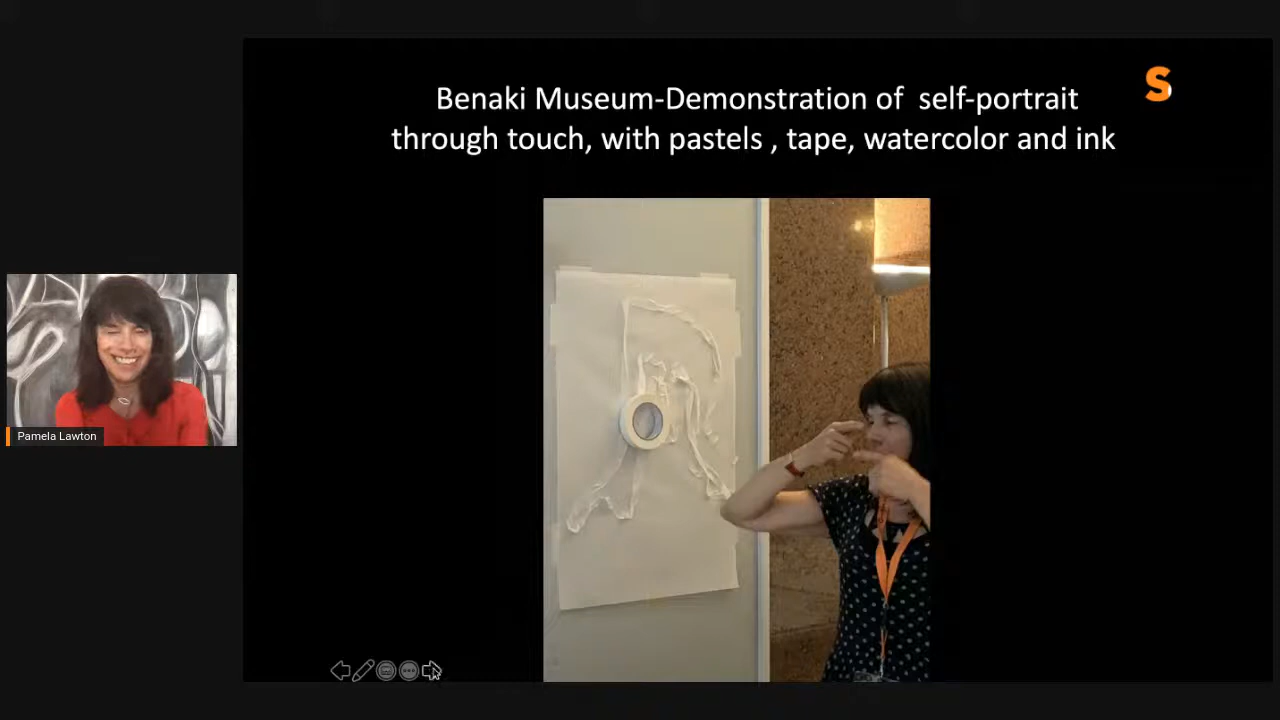 Benaki Museum-Demonstration of  self-portrait
through touch, with pastels , tape, watercolor and ink
S
Pamela Lawton